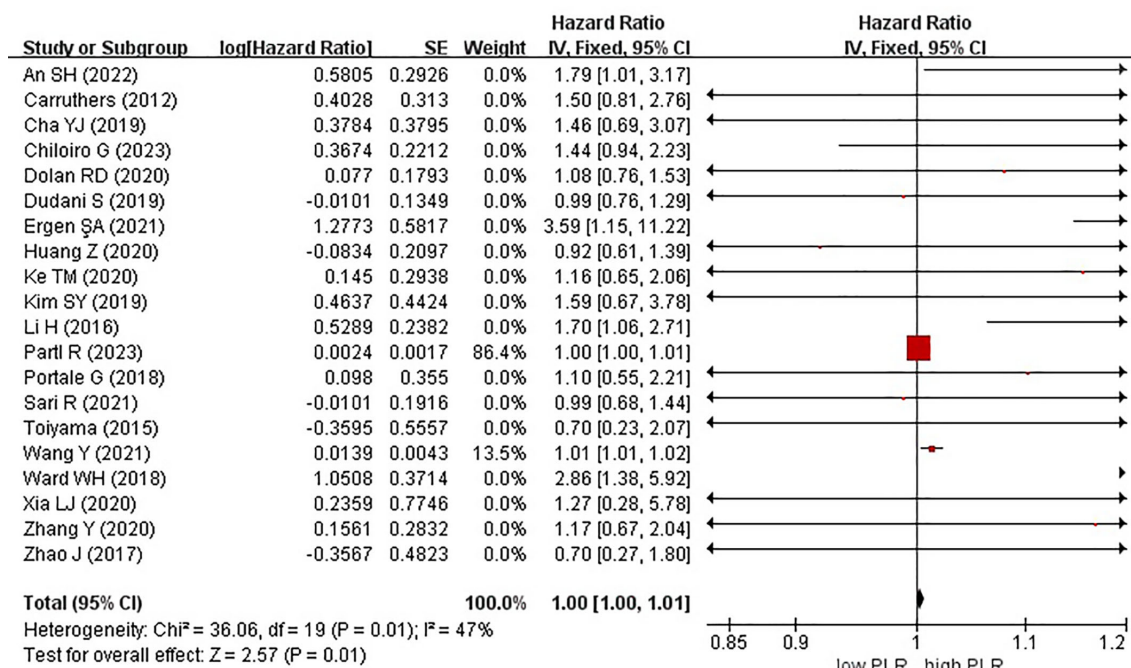 Hazard Ratio Hazard Ratio
Study or Subgroup log[Hazard Ratio] SE Weight IV, Fixed, 95% CI IV, Fixed, 95% CI
An SH (2022) 0.5805 0.2926 0.0% 1.79 [1.01, 3.17]
Carruthers (2012) 0.4028 0.313 0.0% 1.50 [0.81, 2.76]
Cha YJ (2019) 0.3784 0.3795 0.0% 1.46 [0.69, 3.07]
Chiloiro G (2023) 0.3674 0.2212 0.0% 1.44 [0.94, 2.23]
Dolan RD (2020) 0.077 0.1793 0.0% 1.08 [0.76, 1.53]
Dudani S (2019) -0.0101 0.1349 0.0% 0.99 [0.76, 1.29]
Ergen ŞA (2021) 1.2773 0.5817 0.0% 3.59 [1.15, 11.22]
Huang Z (2020) -0.0834 0.2097 0.0% 0.92 [0.61, 1.39]
Ke TM (2020) 0.145 0.2938 0.0% 1.16 [0.65, 2.06]
Kim SY (2019) 0.4637 0.4424 0.0% 1.59 [0.67, 3.78]
Li H (2016) 0.5289 0.2382 0.0% 1.70 [1.06, 2.71]
Partl R (2023) 0.0024 0.0017 86.4% 1.00 [1.00, 1.01]
Portale G (2018) 0.098 0.355 0.0% 1.10 [0.55, 2.21]
Sari R (2021) -0.0101 0.1916 0.0% 0.99 [0.68, 1.44]
Toiyama (2015) -0.3595 0.5557 0.0% 0.70 [0.23, 2.07]
Wang Y (2021) 0.0139 0.0043 13.5% 1.01 [1.01, 1.02]
Ward WH (2018) 1.0508 0.3714 0.0% 2.86 [1.38, 5.92]
Xia LJ (2020) 0.2359 0.7746 0.0% 1.27 [0.28, 5.78]
Zhang Y (2020) 0.1561 0.2832 0.0% 1.17 [0.67, 2.04]
Zhao J (2017) -0.3567 0.4823 0.0% 0.70 [0.27, 1.80]
Total (95% CI) 100.0% 1.00 [1.00, 1.01]
Heterogeneity: Chi² = 36.06, df = 19 (P = 0.01); I² = 47%
Test for overall effect: Z = 2.57 (P = 0.01)
0.85 0.9 1 1.1 1.2
low PLR high PLR